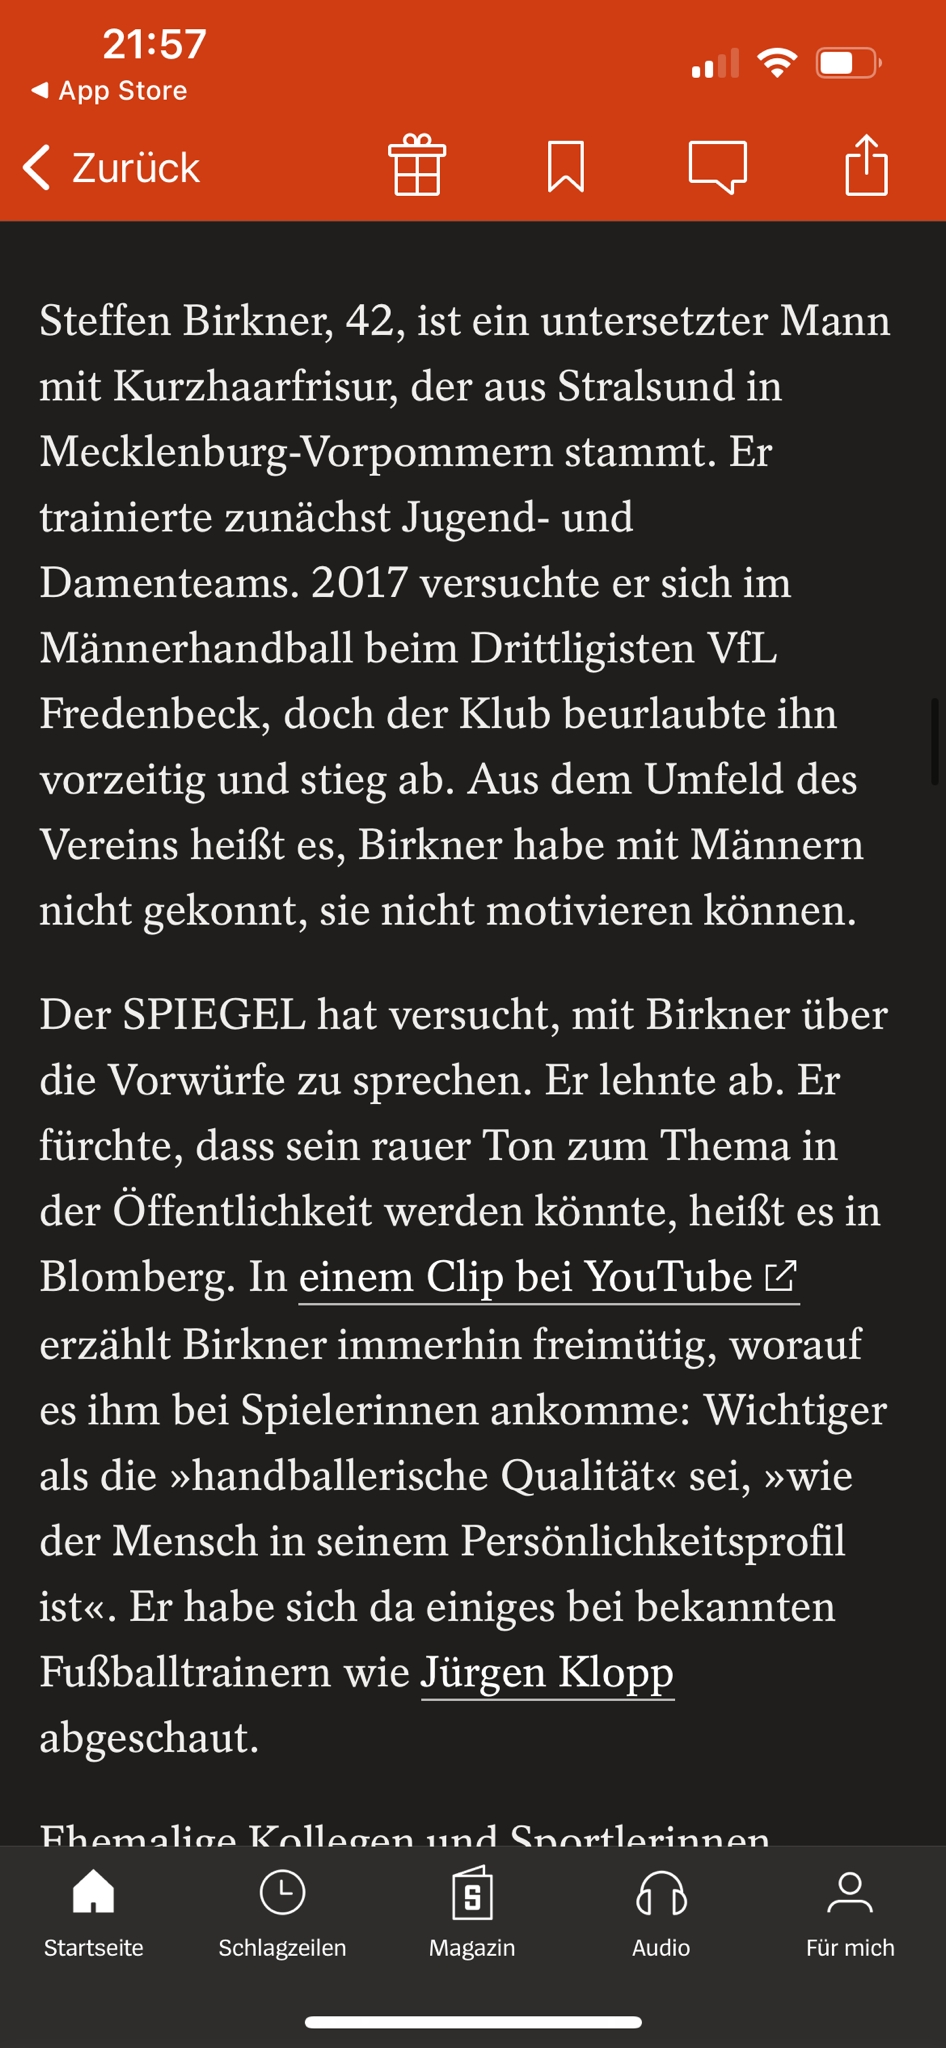 21:57
App Store
Zurück
Steffen Birkner, 42, ist ein untersetzter Mann
mit Kurzhaarfrisur, der aus Stralsund in
Mecklenburg-Vorpommern stammt. Er
trainierte zunächst Jugend- und
Damenteams. 2017 versuchte er sich im
Männerhandball beim Drittligisten VfL
Fredenbeck, doch der Klub beurlaubte ihn
vorzeitig und stieg ab. Aus dem Umfeld des
Vereins heißt es, Birkner habe mit Männern
nicht gekonnt, sie nicht motivieren können.
Der SPIEGEL hat versucht, mit Birkner über
die Vorwürfe zu sprechen. Er lehnte ab. Er
fürchte, dass sein rauer Ton zum Thema in
der Öffentlichkeit werden könnte, heißt es in
Blomberg. In einem Clip bei YouTube
erzählt Birkner immerhin freimütig, worauf
es ihm bei Spielerinnen ankomme: Wichtiger
als die »handballerische Qualität« sei, »wie
der Mensch in seinem Persönlichkeitsprofil
ist«. Er habe sich da einiges bei bekannten
Fußballtrainern wie Jürgen Klopp
abgeschaut.
Ehemalige Kollegen und Sportlerinnen
Startseite
Schlagzeilen
Magazin
Audio
Für mich